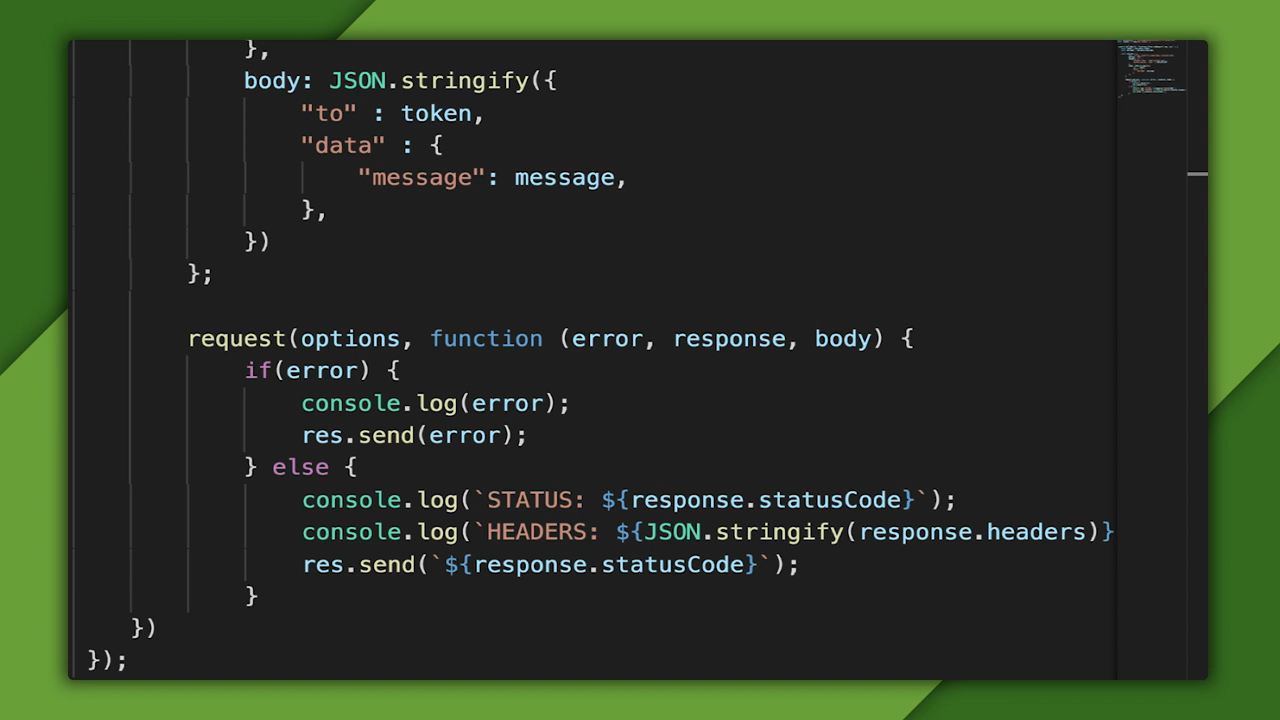 },
body: JSON.stringify({
"to" : token,
"data" : {
"message": message,
},
})
};
request(options, function (error, response, body) {
if(error) {
console.log(error);
res.send(error);
} else {
console.log(`STATUS: ${response.statusCode}`);
console.log(`HEADERS: ${JSON.stringify(response.headers)}
res.send(`${response.statusCode}`);
}
})
});